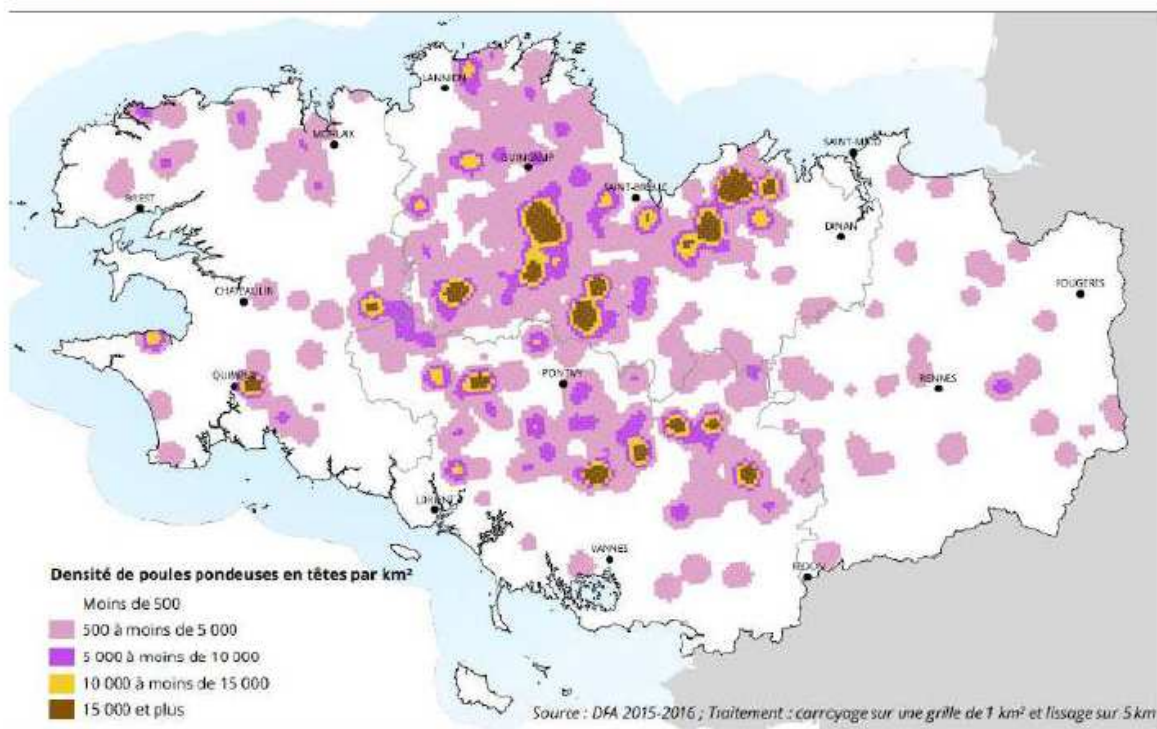 LANNION
MORLAIX
GUINGAMP
SAINT-MALO
SAINT-BRIEUC
BREST
DINAN
CHATEAULIN
FOUGERES
PONTIVY
RENNES
QUIMPER
LORIENT
VANNES
REDON
Densité de poules pondeuses en têtes par km²
Moins de 500
500 à moins de 5 000
5 000 à moins de 10 000
10 000 à moins de 15 000
15 000 et plus
Source : DFA 2015-2016 ; Traitement : carroyage sur une grille de 1 km² et lissage sur 5 km